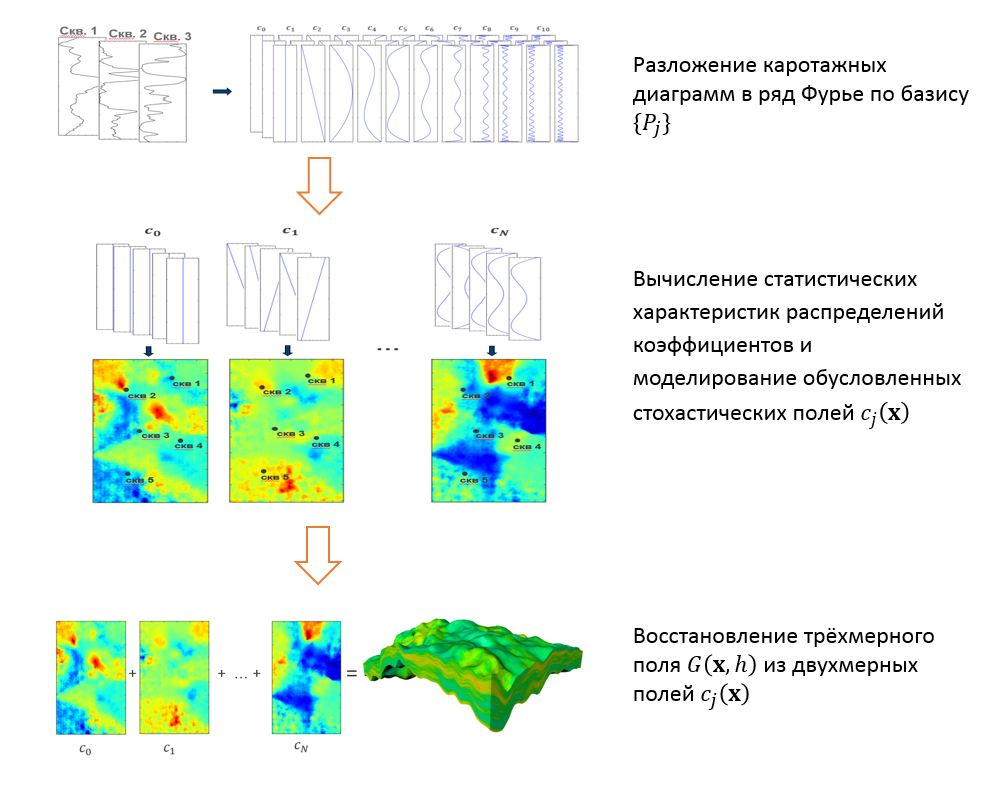 Скв. 1 Скв. 2 Скв. 3
c₀ c₁ c₂ c₃ c₄ c₅ c₆ c₇ c₈ c₉ c₁₀
Разложение каротажных
диаграмм в ряд Фурье по базису
{Pⱼ}
c₀ c₁ c_N
...
скв 1
скв 2
скв 3
скв 4
скв 5
скв 1
скв 2
скв 3
скв 4
скв 5
скв 1
скв 2
скв 3
скв 4
скв 5
Вычисление статистических
характеристик распределений
коэффициентов и
моделирование обусловленных
стохастических полей cⱼ(x)
+ + ... + =
c₀ c₁ c_N
Восстановление трёхмерного
поля G(x, h) из двухмерных
полей cⱼ(x)